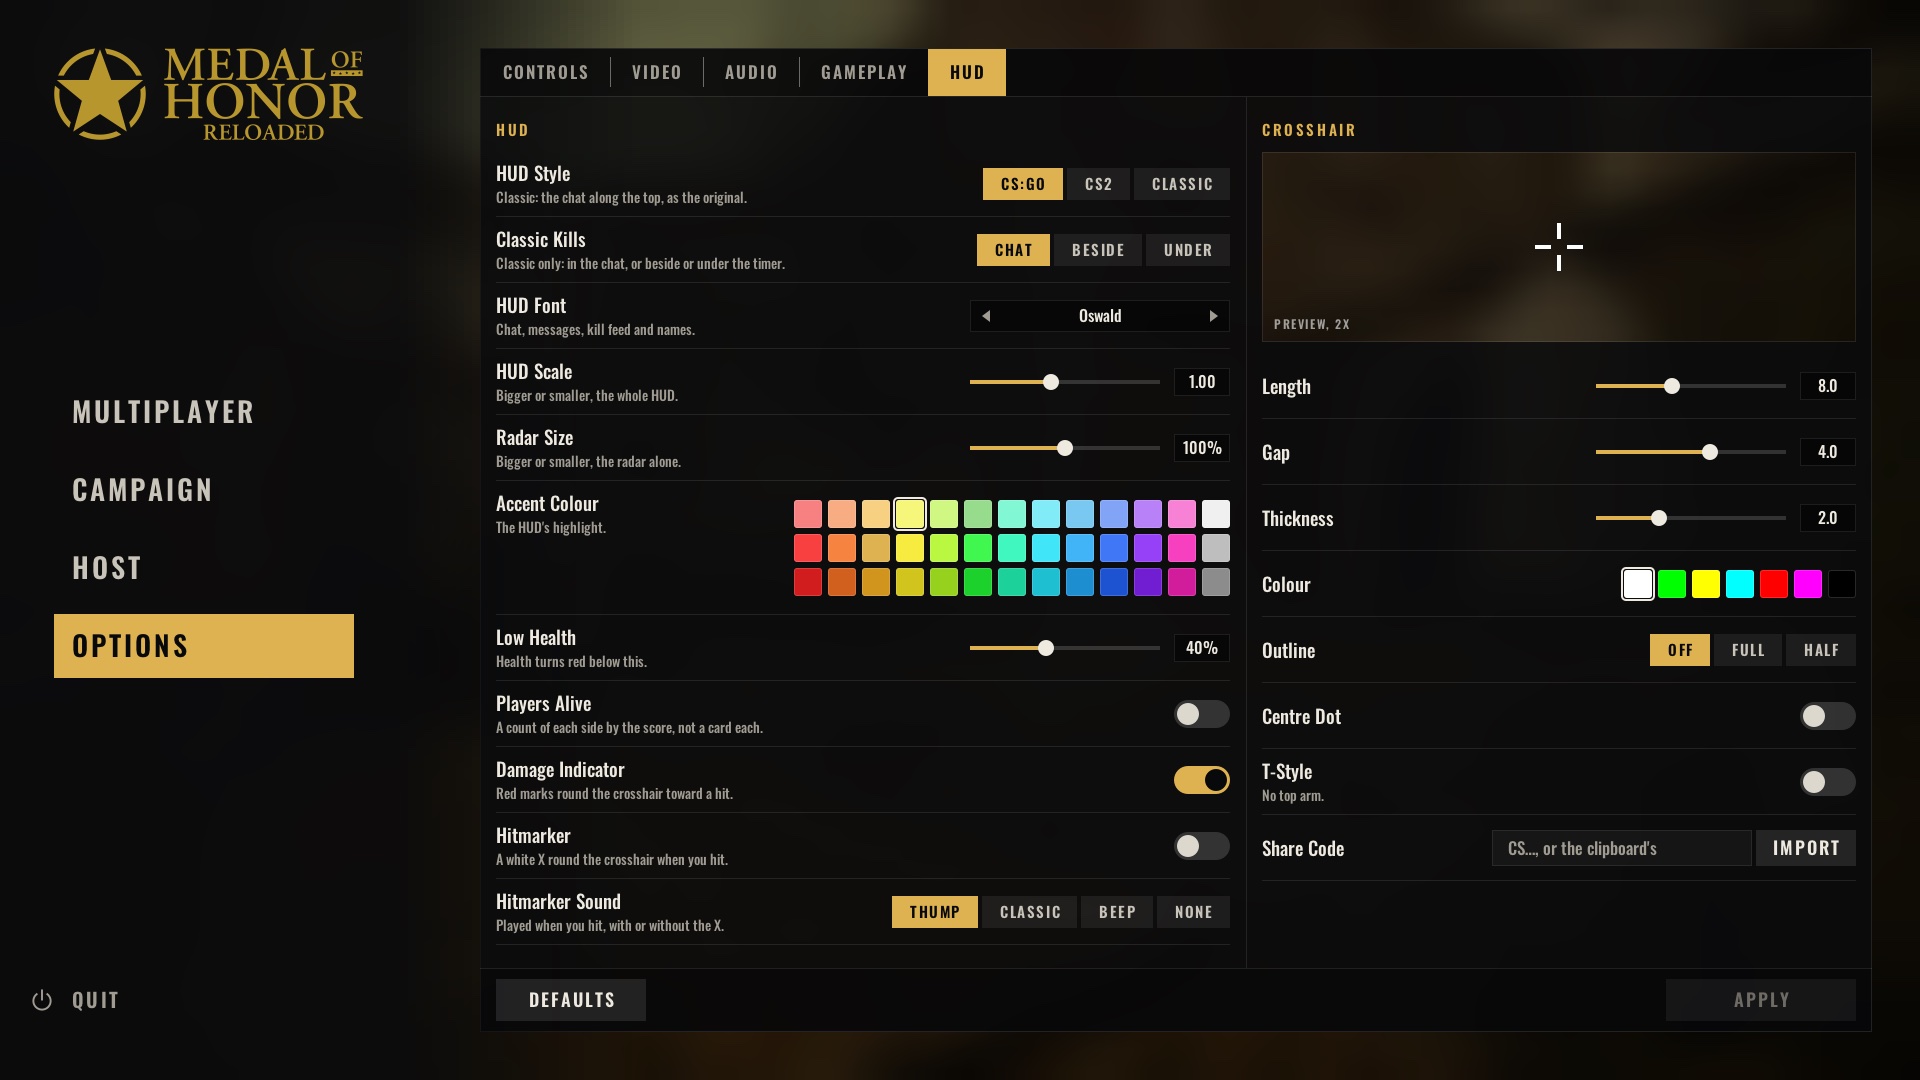 MEDAL OF
HONOR
RELOADED
MULTIPLAYER
CAMPAIGN
HOST
OPTIONS
QUIT
CONTROLS
VIDEO
AUDIO
GAMEPLAY
HUD
HUD
HUD Style
Classic: the chat along the top, as the original.
CS:GO
CS2
CLASSIC
Classic Kills
Classic only: in the chat, or beside or under the timer.
CHAT
BESIDE
UNDER
HUD Font
Chat, messages, kill feed and names.
Oswald
HUD Scale
Bigger or smaller, the whole HUD.
1.00
Radar Size
Bigger or smaller, the radar alone.
100%
Accent Colour
The HUD's highlight.
Low Health
Health turns red below this.
40%
Players Alive
A count of each side by the score, not a card each.
Damage Indicator
Red marks round the crosshair toward a hit.
Hitmarker
A white X round the crosshair when you hit.
Hitmarker Sound
Played when you hit, with or without the X.
THUMP
CLASSIC
BEEP
NONE
DEFAULTS
CROSSHAIR
PREVIEW, 2X
Length
8.0
Gap
4.0
Thickness
2.0
Colour
Outline
OFF
FULL
HALF
Centre Dot
T-Style
No top arm.
Share Code
CS..., or the clipboard's
IMPORT
APPLY